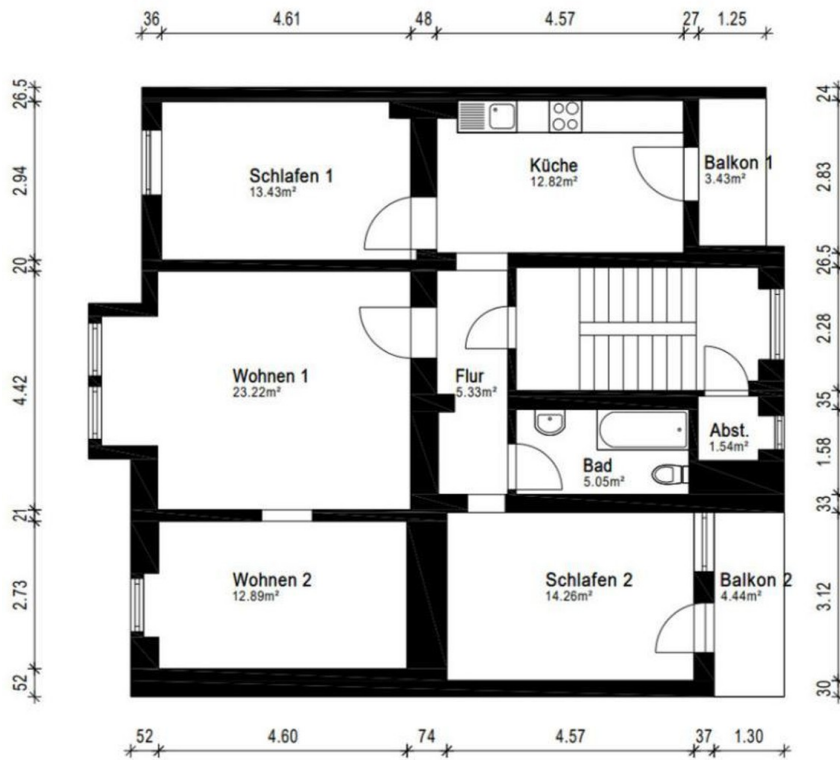 36 4.61 48 4.57 27 1.25
26.5
2.94
20
4.42
21
2.73
52
24
2.83
26.5
2.28
35
1.58
33
3.12
30
Schlafen 1
13.43m²
Küche
12.82m²
Balkon 1
3.43m²
Wohnen 1
23.22m²
Flur
5.33m²
Abst.
1.54m²
Bad
5.05m²
Wohnen 2
12.89m²
Schlafen 2
14.26m²
Balkon 2
4.44m²
52 4.60 74 4.57 37 1.30